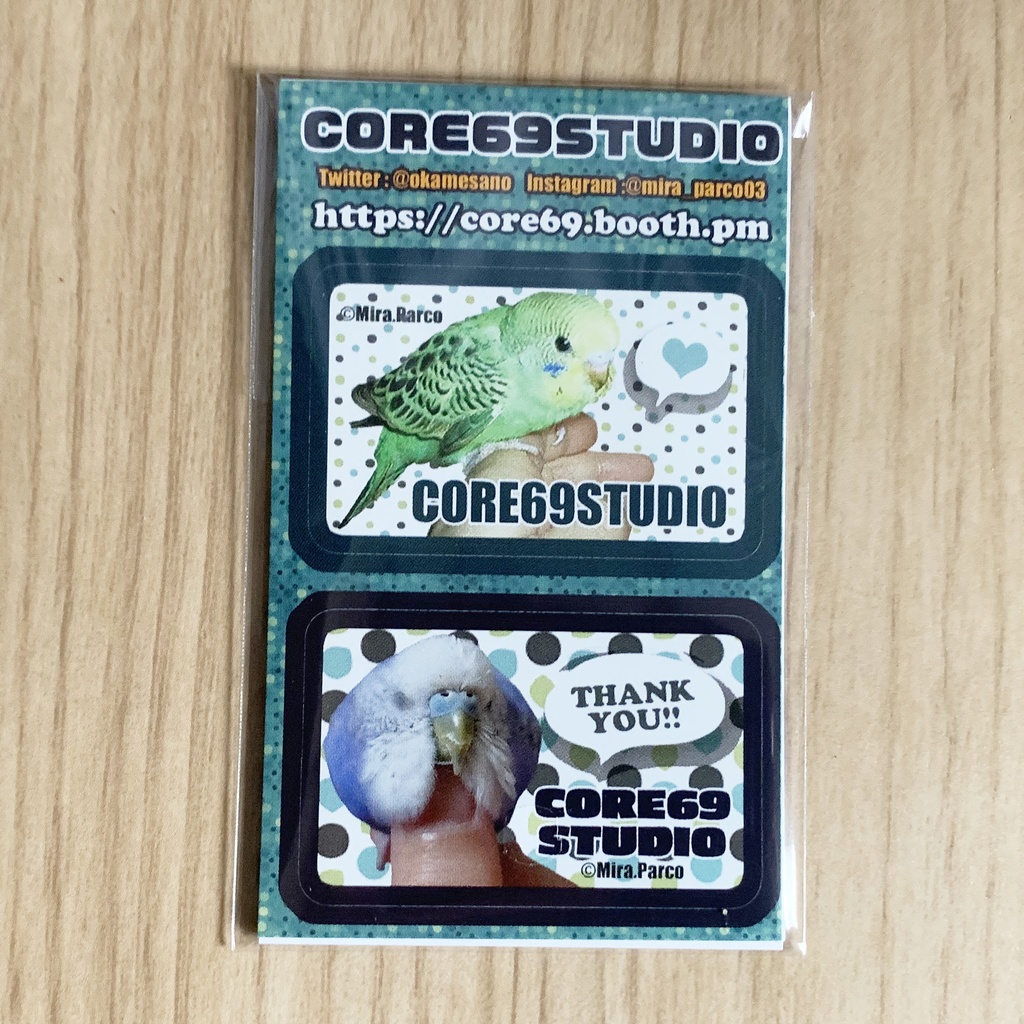 CORE69STUDIO
Twitter : @okamesano Instagram :@mira_parco03
https://core69.booth.pm
©Mira.Parco
CORE69STUDIO
THANK
YOU!!
CORE69
STUDIO
©Mira.Parco